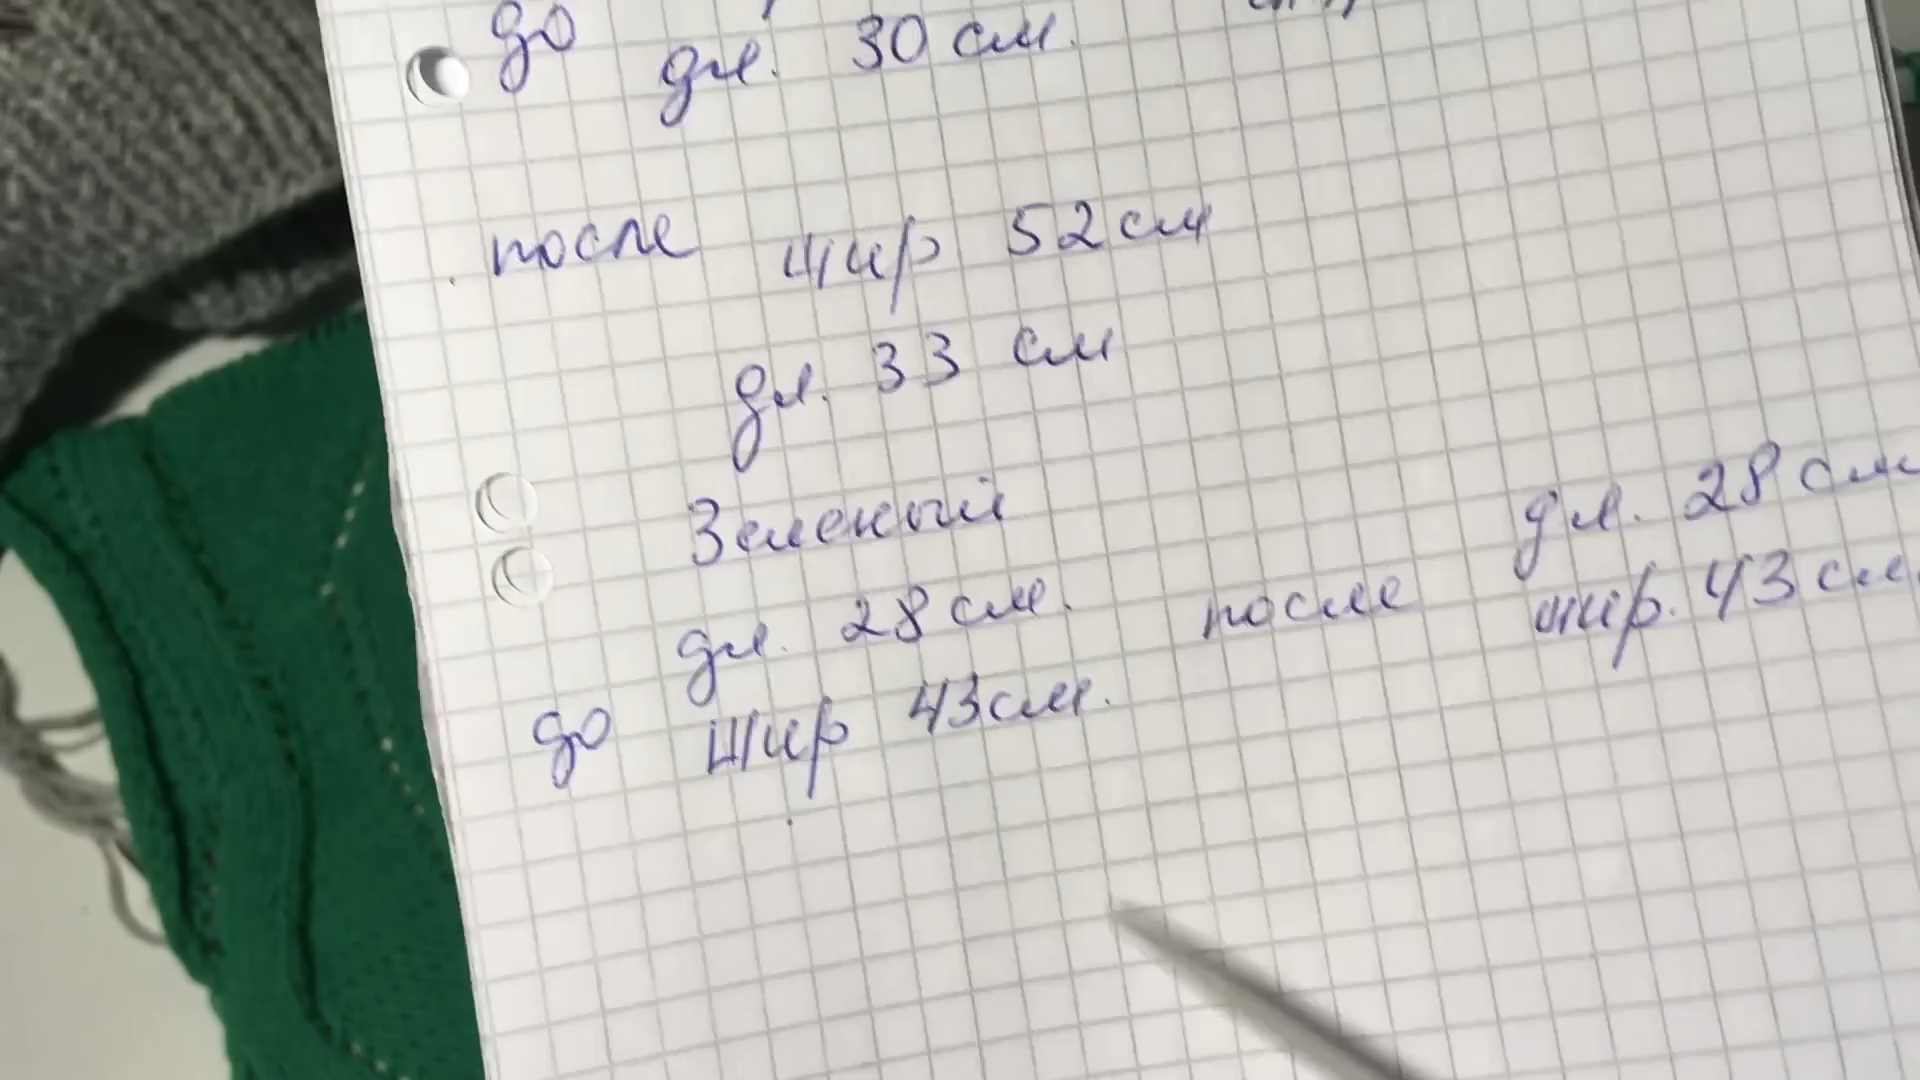 до дл. 30 см.
после шир 52 см
дл. 33 см
Зеленый
дл. 28 см. после дл. 28 см
до шир 43 см. шир. 43 см.